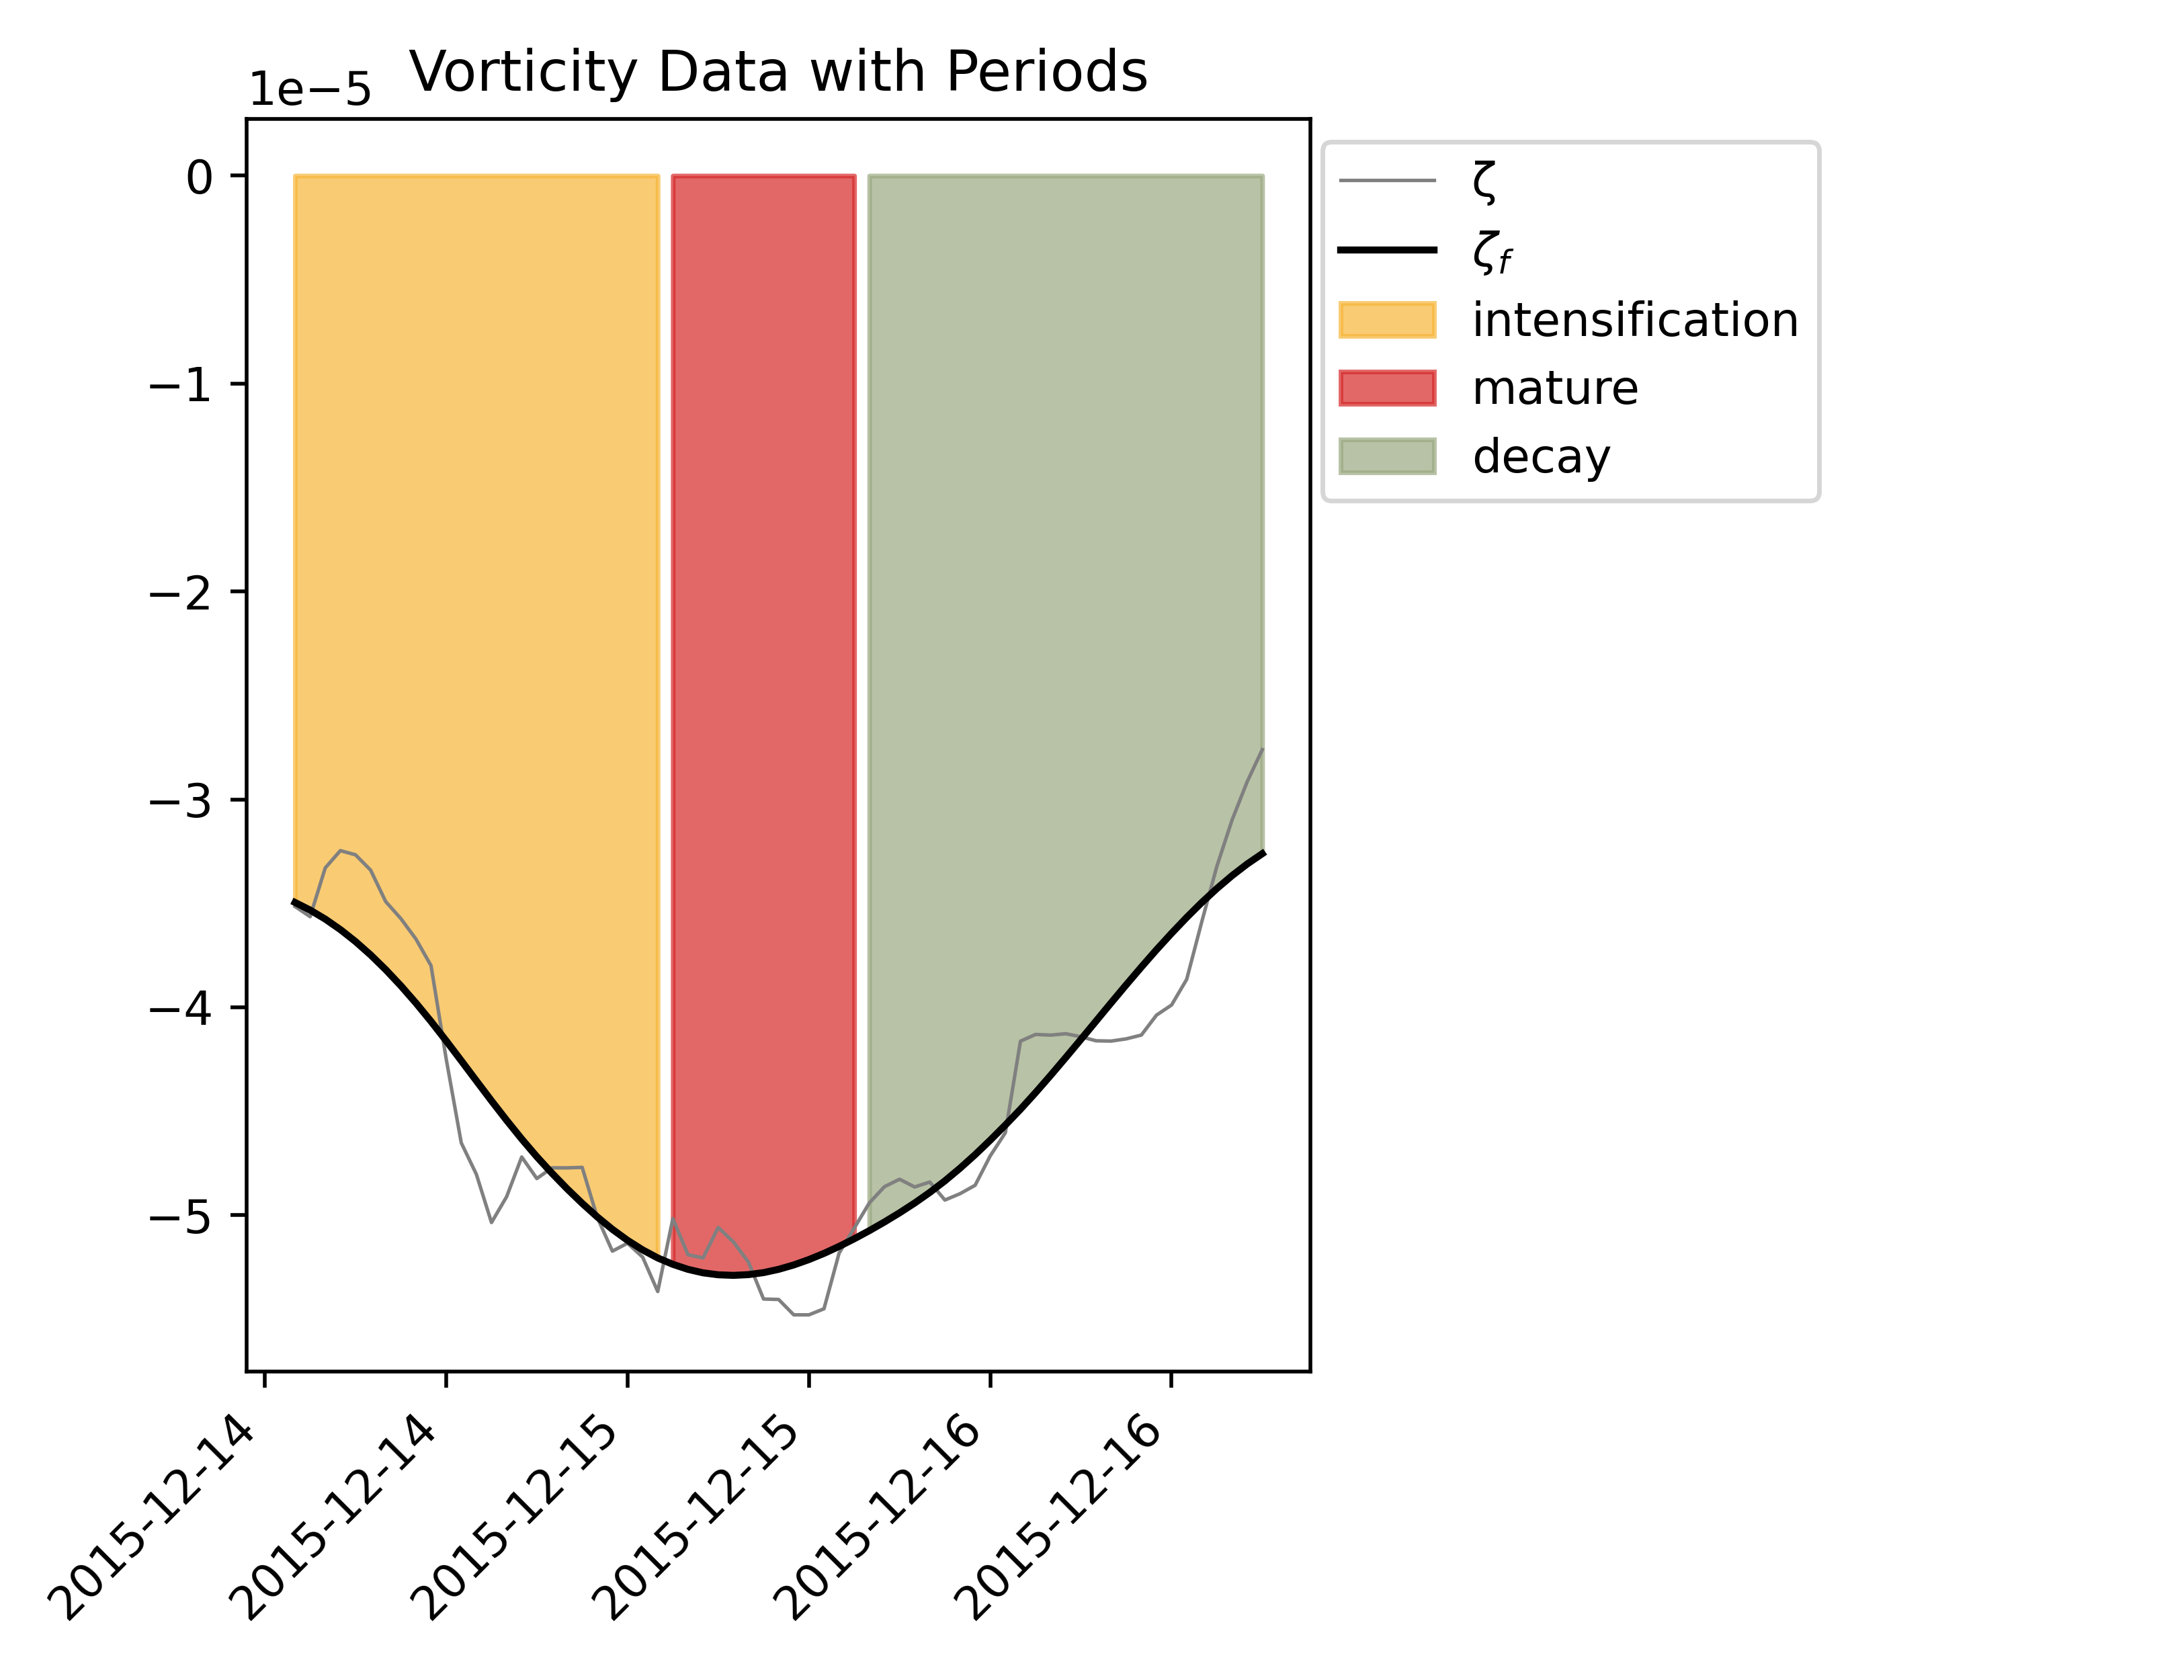 Vorticity Data with Periods
1e−5
0
−1
−2
−3
−4
−5
2015-12-14
2015-12-14
2015-12-15
2015-12-15
2015-12-16
2015-12-16
ζ
ζf
intensification
mature
decay